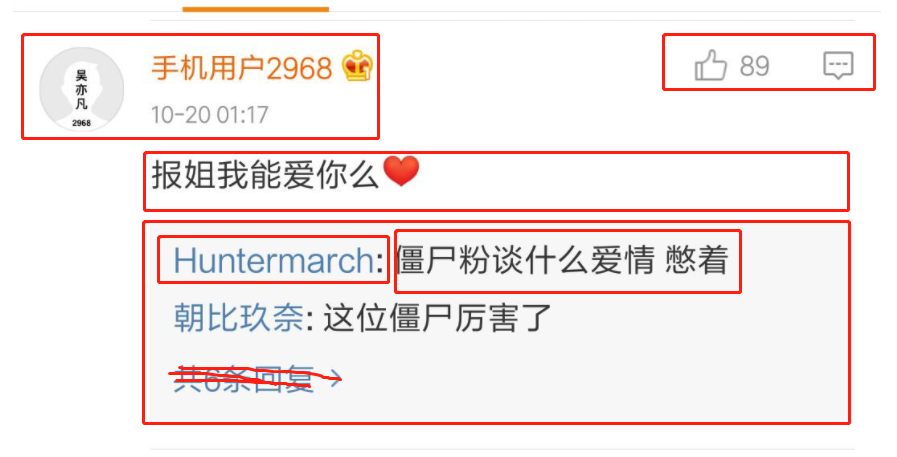 吴亦凡
2968
手机用户2968
10-20 01:17
89
报姐我能爱你么❤️
Huntermarch: 僵尸粉谈什么爱情 憋着
朝比玖奈: 这位僵尸厉害了
共6条回复 →